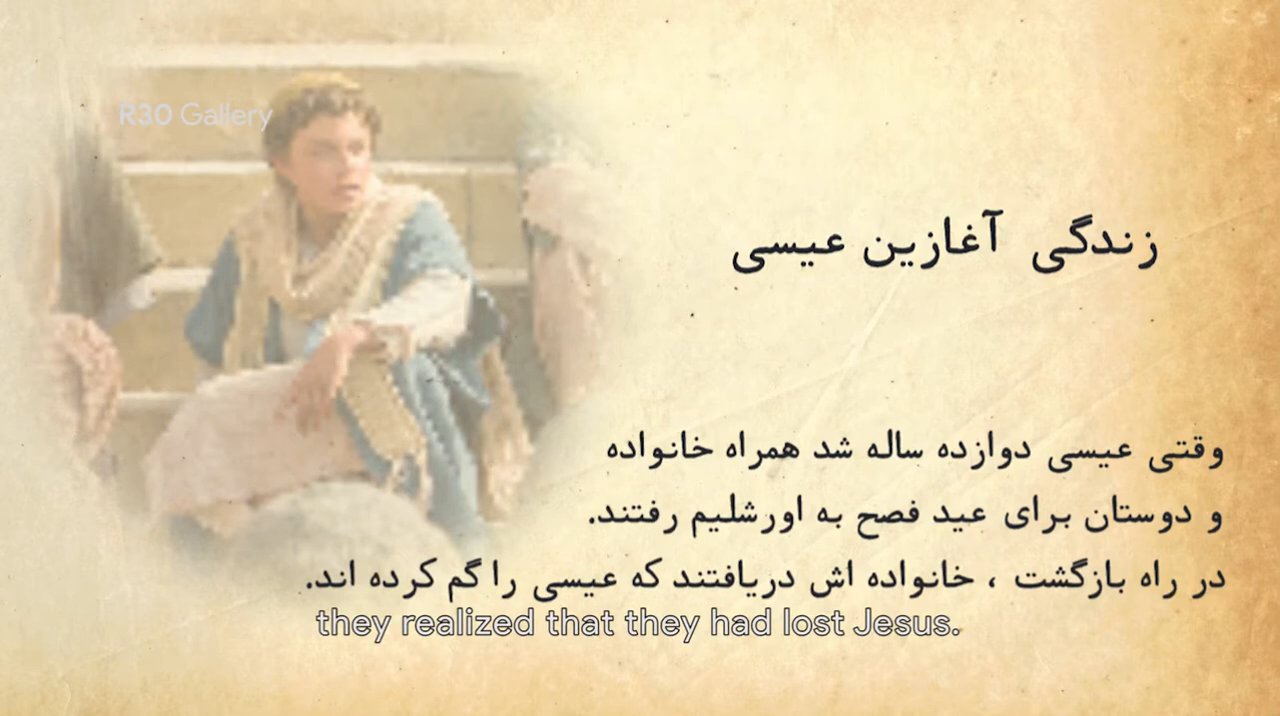 R30 Gallery
زندگی آغازین عیسی
وقتی عیسی دوازده ساله شد همراه خانواده
و دوستان برای عید فصح به اورشلیم رفتند.
در راه بازگشت ، خانواده اش دریافتند که عیسی را گم کرده اند.
they realized that they had lost Jesus.